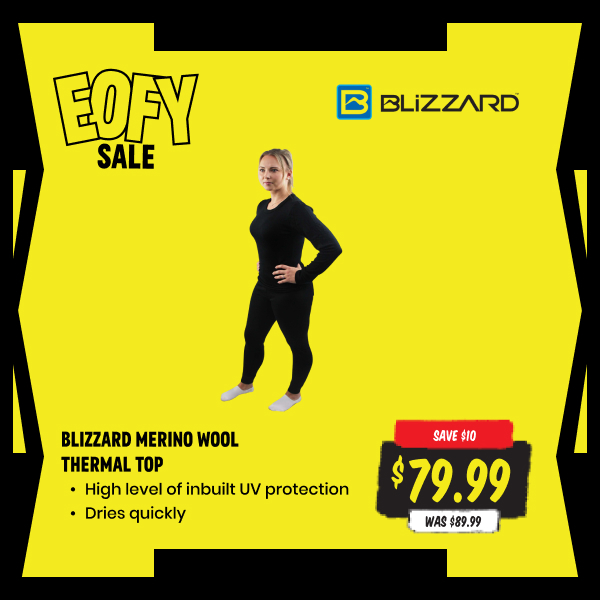 EOFY
SALE
BLiZZARD™
BLIZZARD MERINO WOOL
THERMAL TOP
• High level of inbuilt UV protection
• Dries quickly
SAVE $10
$79.99
WAS $89.99